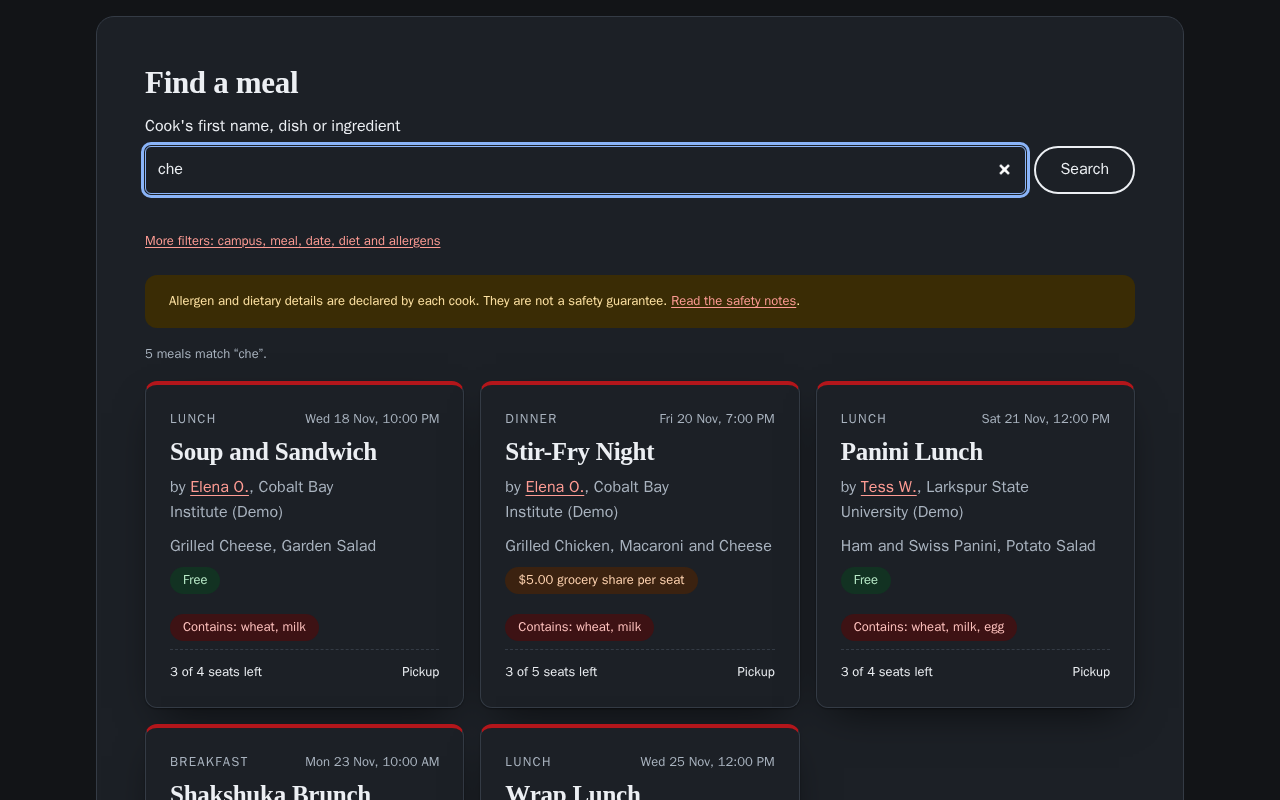 Find a meal
Cook's first name, dish or ingredient
che
Search
More filters: campus, meal, date, diet and allergens
Allergen and dietary details are declared by each cook. They are not a safety guarantee. Read the safety notes.
5 meals match “che”.
LUNCH Wed 18 Nov, 10:00 PM
Soup and Sandwich
by Elena O., Cobalt Bay
Institute (Demo)
Grilled Cheese, Garden Salad
Free
Contains: wheat, milk
3 of 4 seats left Pickup
DINNER Fri 20 Nov, 7:00 PM
Stir-Fry Night
by Elena O., Cobalt Bay
Institute (Demo)
Grilled Chicken, Macaroni and Cheese
$5.00 grocery share per seat
Contains: wheat, milk
3 of 5 seats left Pickup
LUNCH Sat 21 Nov, 12:00 PM
Panini Lunch
by Tess W., Larkspur State
University (Demo)
Ham and Swiss Panini, Potato Salad
Free
Contains: wheat, milk, egg
3 of 4 seats left Pickup
BREAKFAST Mon 23 Nov, 10:00 AM
Shakshuka Brunch
LUNCH Wed 25 Nov, 12:00 PM
Wrap Lunch